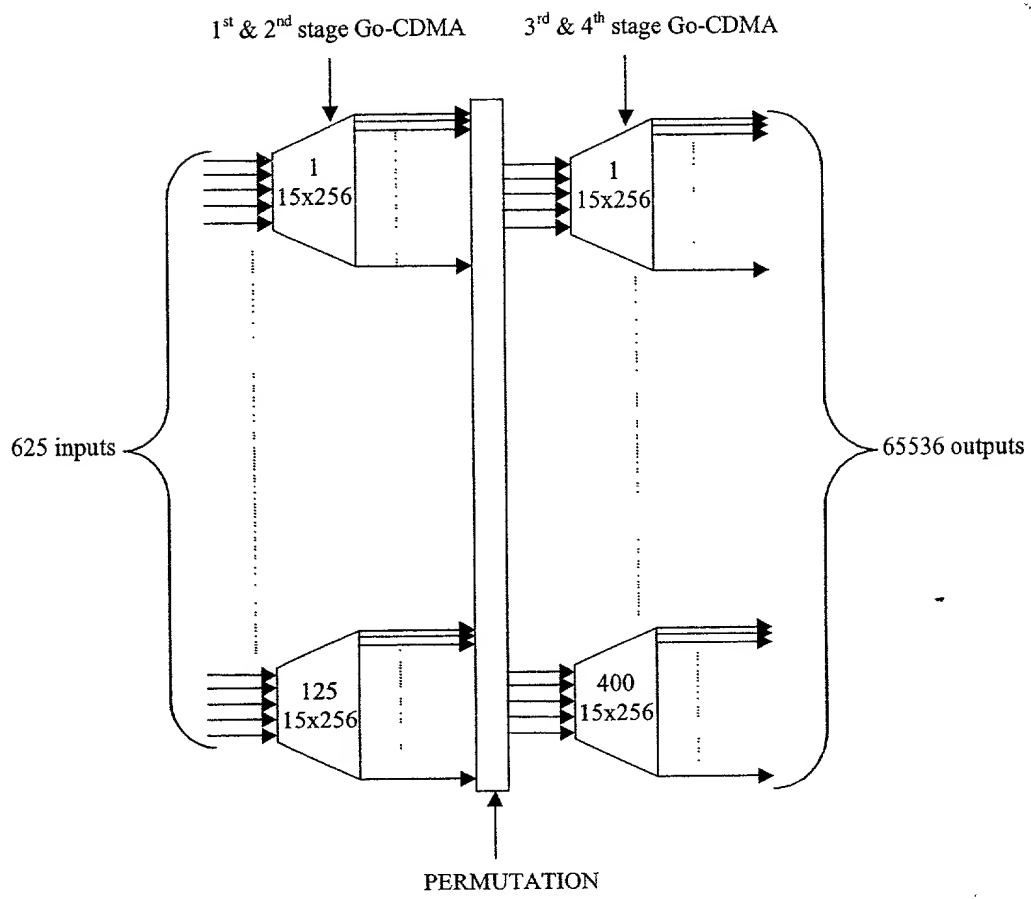 1st & 2nd stage Go-CDMA
3rd & 4th stage Go-CDMA
1
15x256
1
15x256
625 inputs
65536 outputs
125
15x256
400
15x256
PERMUTATION